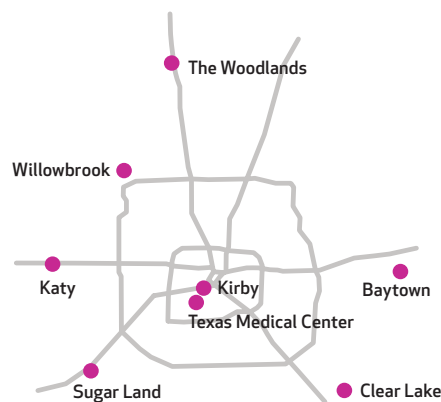 The Woodlands
Willowbrook
Katy
Kirby
Baytown
Texas Medical Center
Sugar Land
Clear Lake